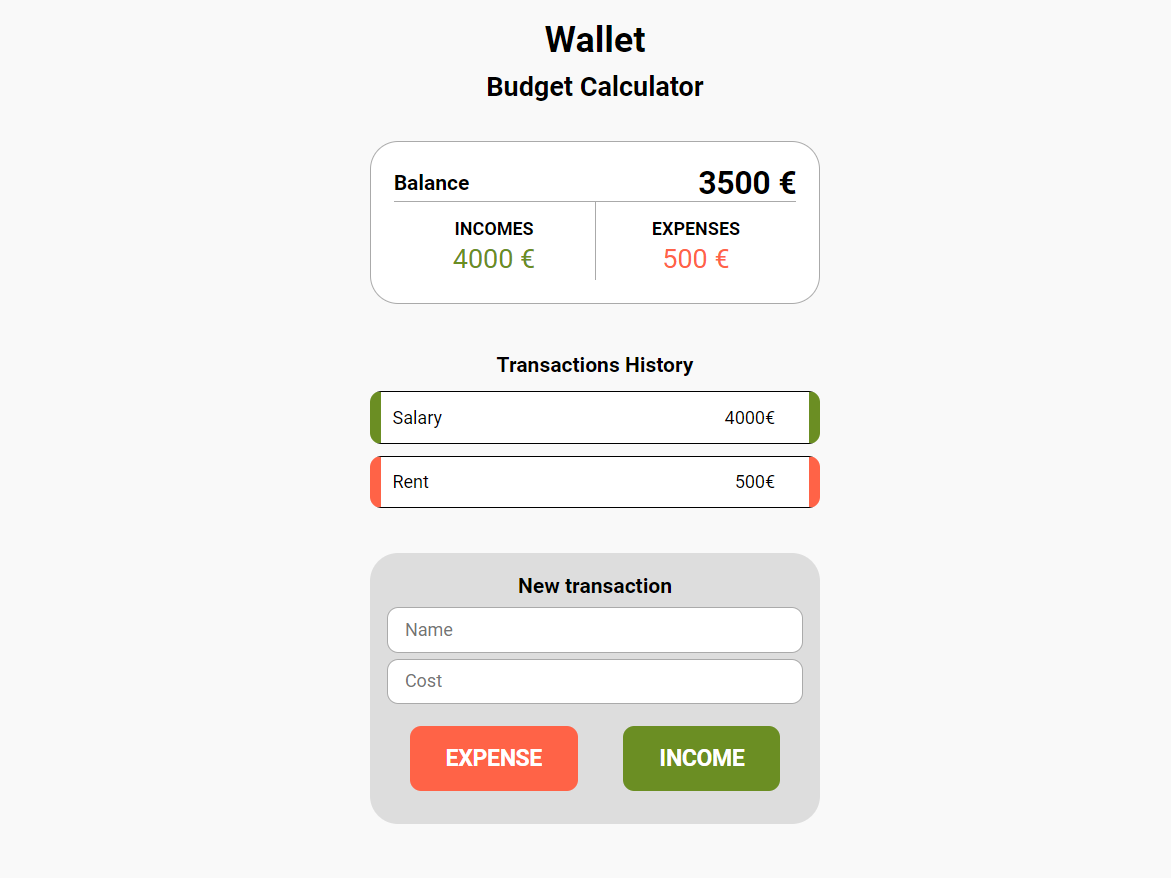 Wallet
Budget Calculator
Balance 3500 €
INCOMES EXPENSES
4000 € 500 €
Transactions History
Salary 4000€
Rent 500€
New transaction
Name
Cost
EXPENSE INCOME